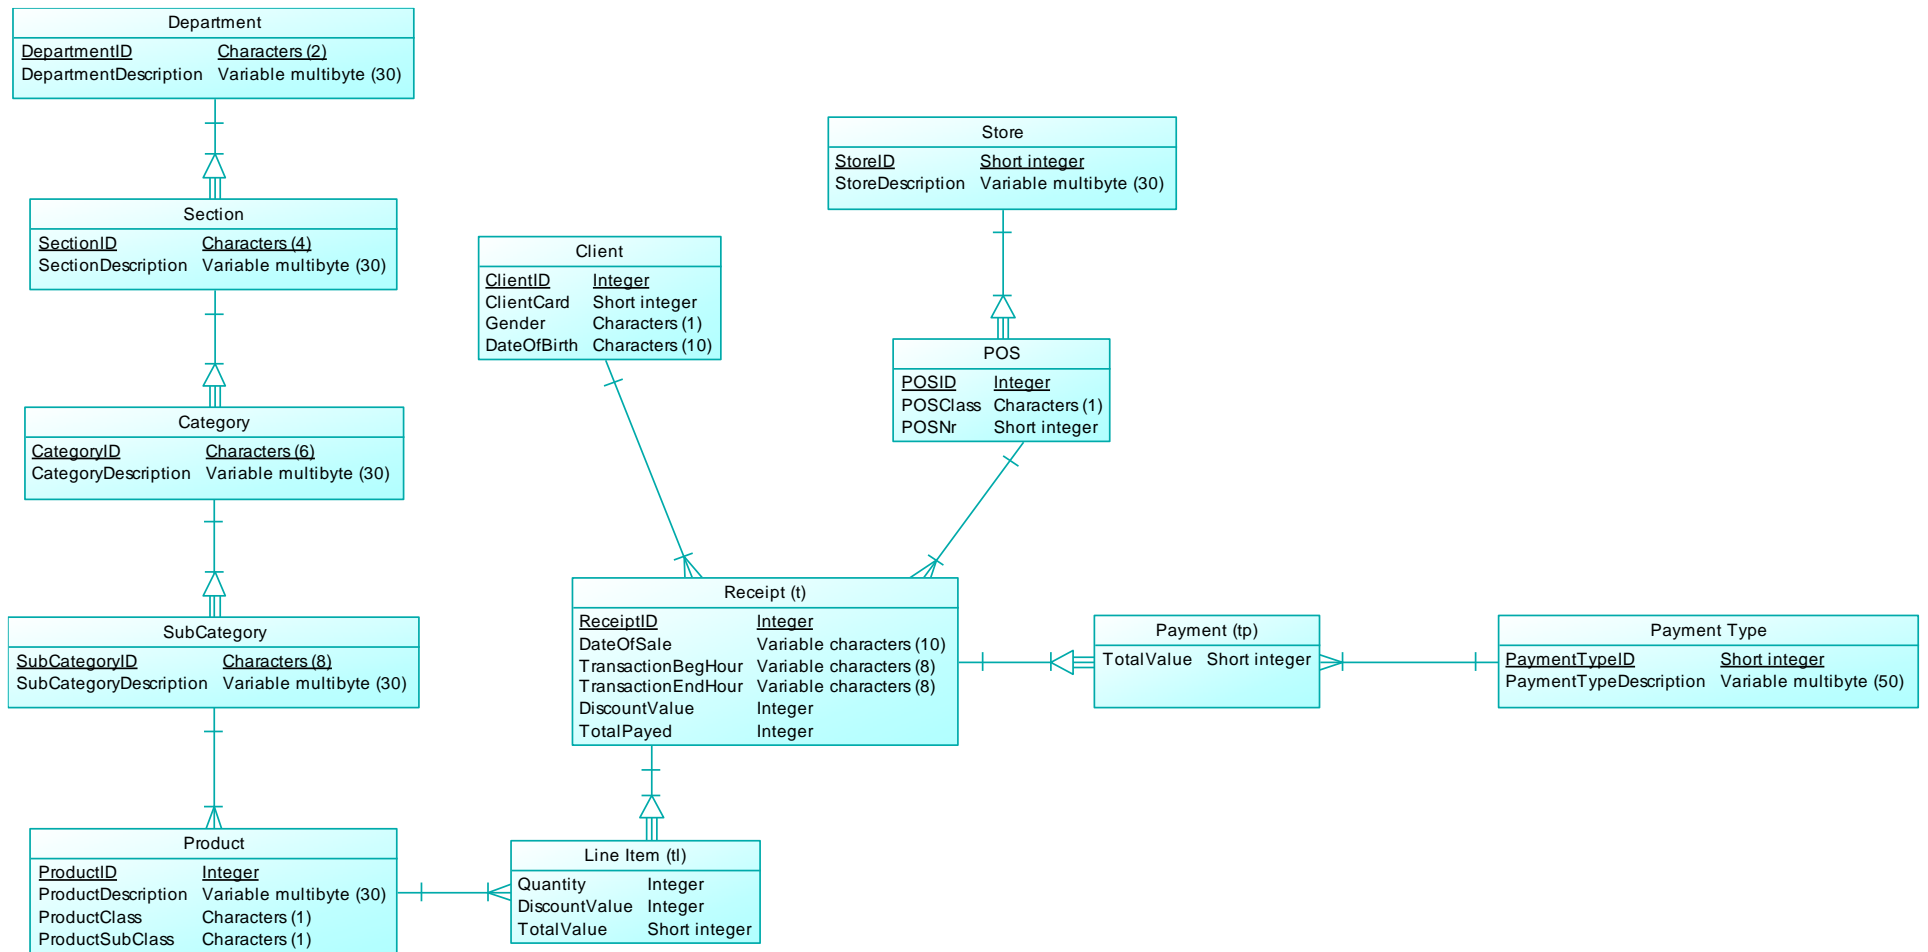 Department
DepartmentID Characters (2)
DepartmentDescription Variable multibyte (30)
Section
SectionID Characters (4)
SectionDescription Variable multibyte (30)
Category
CategoryID Characters (6)
CategoryDescription Variable multibyte (30)
SubCategory
SubCategoryID Characters (8)
SubCategoryDescription Variable multibyte (30)
Product
ProductID Integer
ProductDescription Variable multibyte (30)
ProductClass Characters (1)
ProductSubClass Characters (1)
Client
ClientID Integer
ClientCard Short integer
Gender Characters (1)
DateOfBirth Characters (10)
Store
StoreID Short integer
StoreDescription Variable multibyte (30)
POS
POSID Integer
POSClass Characters (1)
POSNr Short integer
Receipt (t)
ReceiptID Integer
DateOfSale Variable characters (10)
TransactionBegHour Variable characters (8)
TransactionEndHour Variable characters (8)
DiscountValue Integer
TotalPayed Integer
Line Item (tl)
Quantity Integer
DiscountValue Integer
TotalValue Short integer
Payment (tp)
TotalValue Short integer
Payment Type
PaymentTypeID Short integer
PaymentTypeDescription Variable multibyte (50)